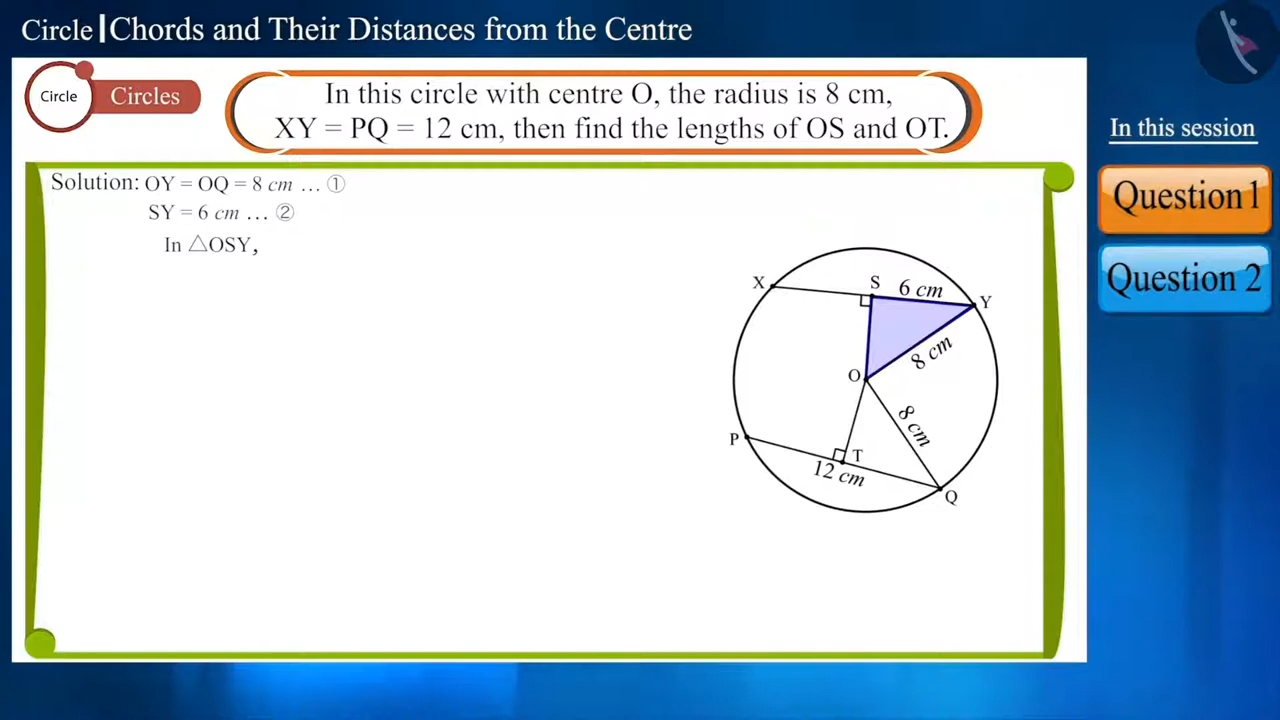 Circle|Chords and Their Distances from the Centre
Circle
Circles
In this circle with centre O, the radius is 8 cm,
XY = PQ = 12 cm, then find the lengths of OS and OT.
In this session
Question 1
Question 2
Solution: OY = OQ = 8 cm ... ①
SY = 6 cm ... ②
In △OSY,
X
S
6 cm
Y
8 cm
O
8 cm
P
T
12 cm
Q